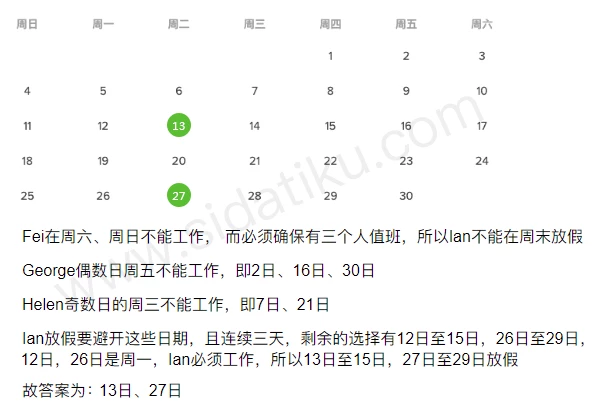 周日 周一 周二 周三 周四 周五 周六
1 2 3
4 5 6 7 8 9 10
11 12 13 14 15 16 17
18 19 20 21 22 23 24
25 26 27 28 29 30
Fei在周六、周日不能工作， 而必须确保有三个人值班，所以Ian不能在周末放假
George偶数日周五不能工作，即2日、16日、30日
Helen奇数日的周三不能工作，即7日、21日
Ian放假要避开这些日期，且连续三天，剩余的选择有12日至15日，26日至29日，
12日，26日是周一，Ian必须工作，所以13日至15日，27日至29日放假
故答案为：13日、27日
www.sidatiku.com